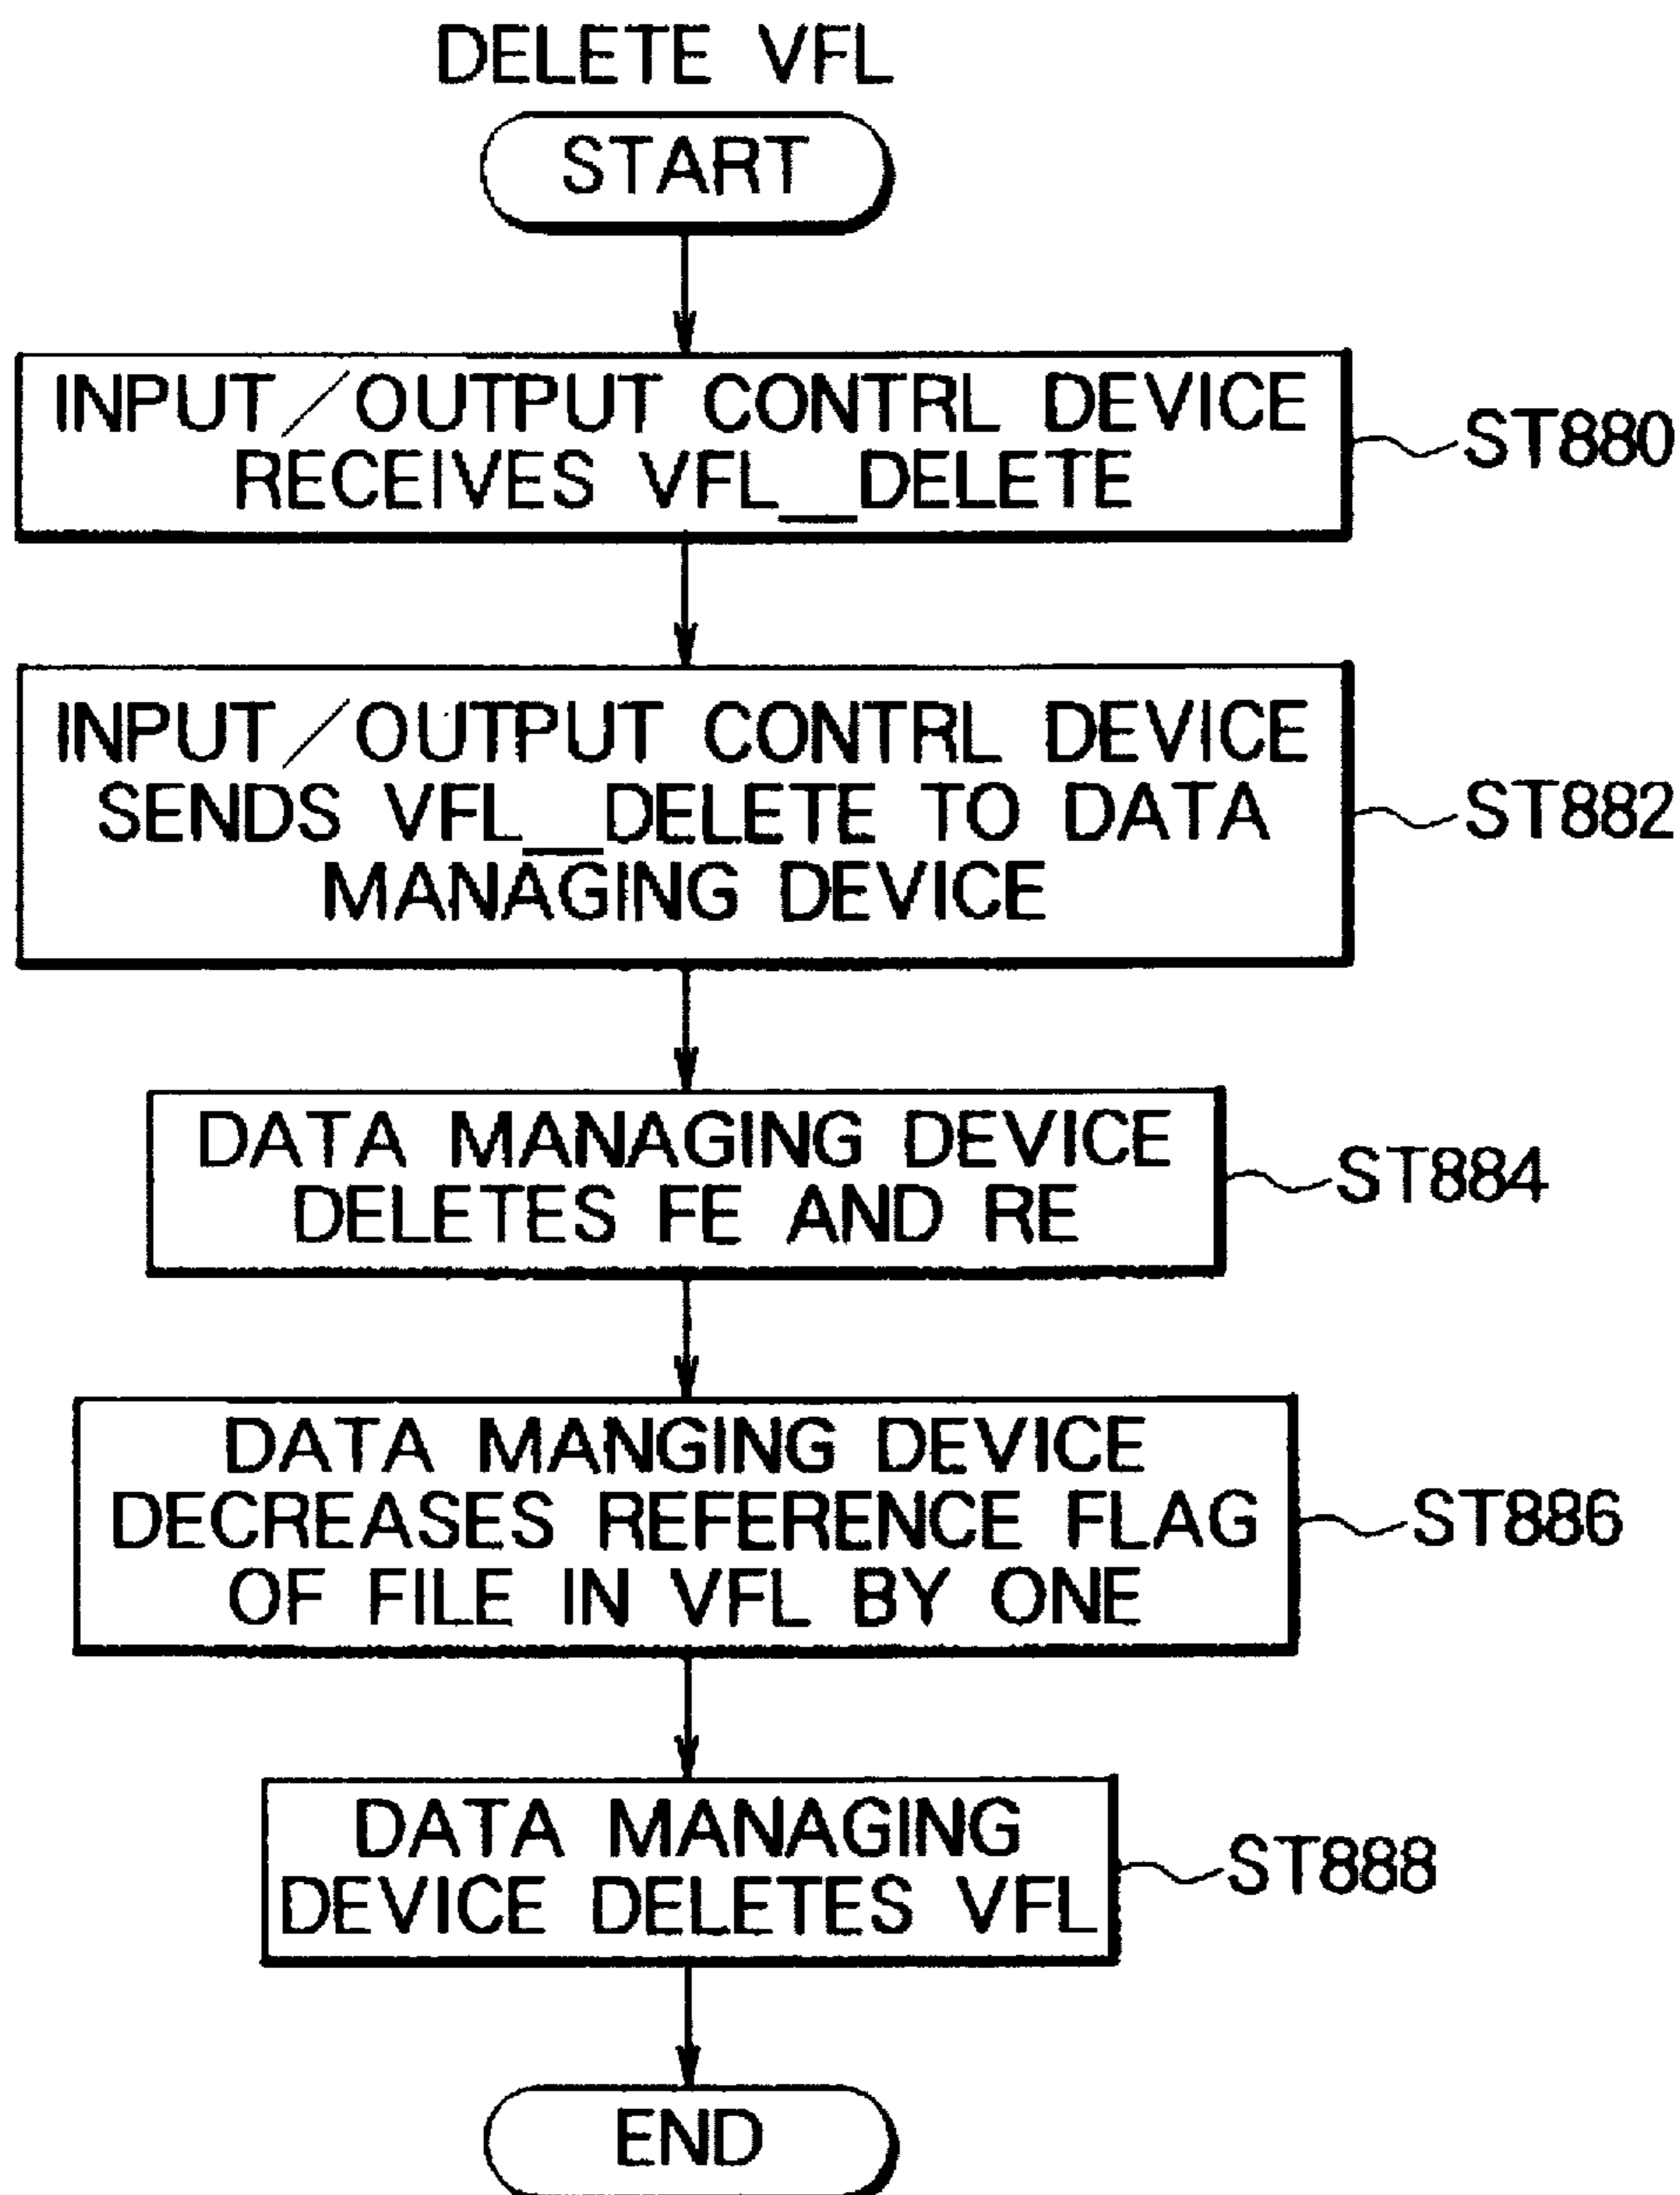 DELETE VFL
START
INPUT/OUTPUT CONTRL DEVICE
RECEIVES VFL__DELETE
ST880
INPUT/OUTPUT CONTRL DEVICE
SENDS VFL__DELETE TO DATA
MANAGING DEVICE
ST882
DATA MANAGING DEVICE
DELETES FE AND RE
ST884
DATA MANGING DEVICE
DECREASES REFERENCE FLAG
OF FILE IN VFL BY ONE
ST886
DATA MANAGING
DEVICE DELETES VFL
ST888
END